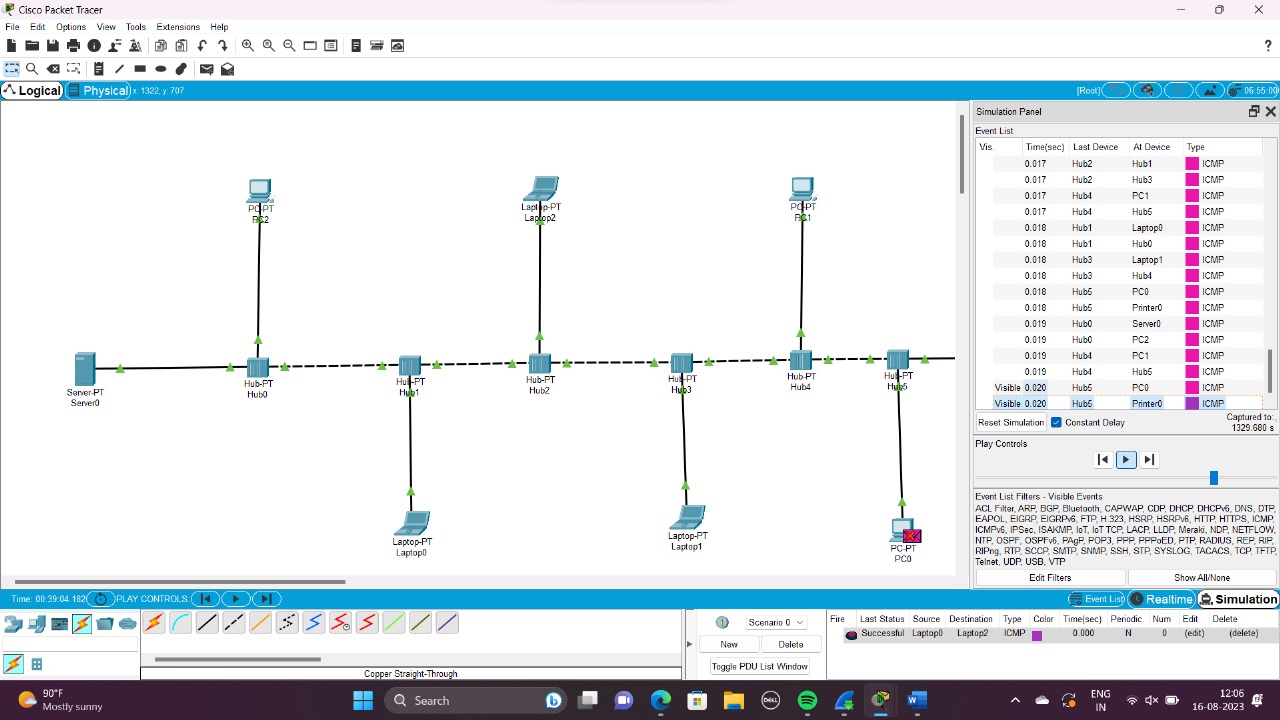 Cisco Packet Tracer
File Edit Options View Tools Extensions Help
?
Logical Physical x: 1322, y: 707 [Root] 06:55:00
PC-PT
PC2
Laptop-PT
Laptop2
PC-PT
PC1
Server-PT
Server0
Hub-PT
Hub0
Hub-PT
Hub1
Hub-PT
Hub2
Hub-PT
Hub3
Hub-PT
Hub4
Hub-PT
Hub5
Laptop-PT
Laptop0
Laptop-PT
Laptop1
PC-PT
PC0
Simulation Panel
Event List
Vis. Time(sec) Last Device At Device Type
0.017 Hub2 Hub1 ICMP
0.017 Hub2 Hub3 ICMP
0.017 Hub4 PC1 ICMP
0.017 Hub4 Hub5 ICMP
0.018 Hub1 Laptop0 ICMP
0.018 Hub1 Hub0 ICMP
0.018 Hub3 Laptop1 ICMP
0.018 Hub3 Hub4 ICMP
0.018 Hub5 PC0 ICMP
0.018 Hub5 Printer0 ICMP
0.019 Hub0 Server0 ICMP
0.019 Hub0 PC2 ICMP
0.019 Hub4 PC1 ICMP
0.019 Hub4 Hub5 ICMP
Visible 0.020 Hub5 PC0 ICMP
Visible 0.020 Hub5 Printer0 ICMP
Reset Simulation Constant Delay Captured to:
1329.680 s
Play Controls
Event List Filters - Visible Events
ACL Filter, ARP, BGP, Bluetooth, CAPWAP, CDP, DHCP, DHCPv6, DNS, DTP,
EAPOL, EIGRP, EIGRPv6, FTP, H.323, HSRP, HSRPv6, HTTP, HTTPS, ICMP,
ICMPv6, IPSec, ISAKMP, IoT, IoT TCP, LACP, LLDP, Meraki, NDP, NETFLOW,
NTP, OSPF, OSPFv6, PAgP, POP3, PPP, PPPoED, PTP, RADIUS, REP, RIP,
RIPng, RTP, SCCP, SMTP, SNMP, SSH, STP, SYSLOG, TACACS, TCP, TFTP,
Telnet, UDP, USB, VTP
Edit Filters Show All/None
Time: 00:39:04.182 PLAY CONTROLS: Event List Realtime Simulation
Copper Straight-Through
Scenario 0
New Delete
Toggle PDU List Window
Fire Last Status Source Destination Type Color Time(sec) Periodic Num Edit Delete
Successful Laptop0 Laptop2 ICMP 0.000 N 0 (edit) (delete)
90°F
Mostly sunny
Search
DELL
ENG
IN
12:06
16-08-2023